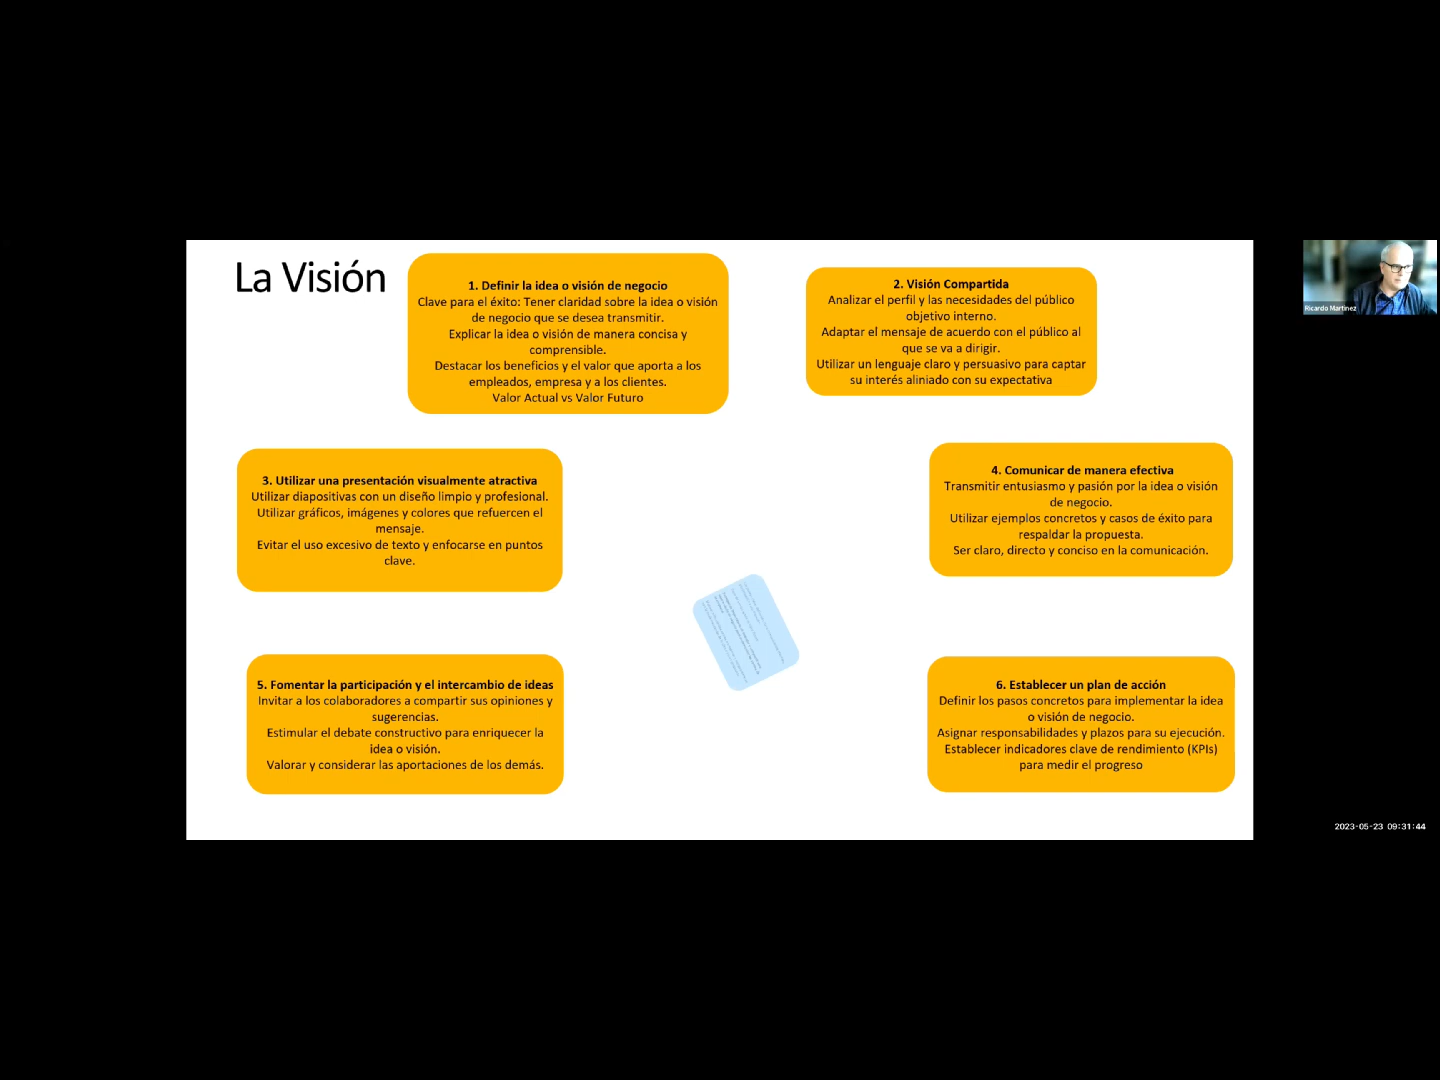 La Visión
1. Definir la idea o visión de negocio
Clave para el éxito: Tener claridad sobre la idea o visión
de negocio que se desea transmitir.
Explicar la idea o visión de manera concisa y
comprensible.
Destacar los beneficios y el valor que aporta a los
empleados, empresa y a los clientes.
Valor Actual vs Valor Futuro
2. Visión Compartida
Analizar el perfil y las necesidades del público
objetivo interno.
Adaptar el mensaje de acuerdo con el público al
que se va a dirigir.
Utilizar un lenguaje claro y persuasivo para captar
su interés aliniado con su expectativa
3. Utilizar una presentación visualmente atractiva
Utilizar diapositivas con un diseño limpio y profesional.
Utilizar gráficos, imágenes y colores que refuercen el
mensaje.
Evitar el uso excesivo de texto y enfocarse en puntos
clave.
4. Comunicar de manera efectiva
Transmitir entusiasmo y pasión por la idea o visión
de negocio.
Utilizar ejemplos concretos y casos de éxito para
respaldar la propuesta.
Ser claro, directo y conciso en la comunicación.
5. Fomentar la participación y el intercambio de ideas
Invitar a los colaboradores a compartir sus opiniones y
sugerencias.
Estimular el debate constructivo para enriquecer la
idea o visión.
Valorar y considerar las aportaciones de los demás.
6. Establecer un plan de acción
Definir los pasos concretos para implementar la idea
o visión de negocio.
Asignar responsabilidades y plazos para su ejecución.
Establecer indicadores clave de rendimiento (KPIs)
para medir el progreso
Ricardo Martinez
2023-05-23 09:31:44